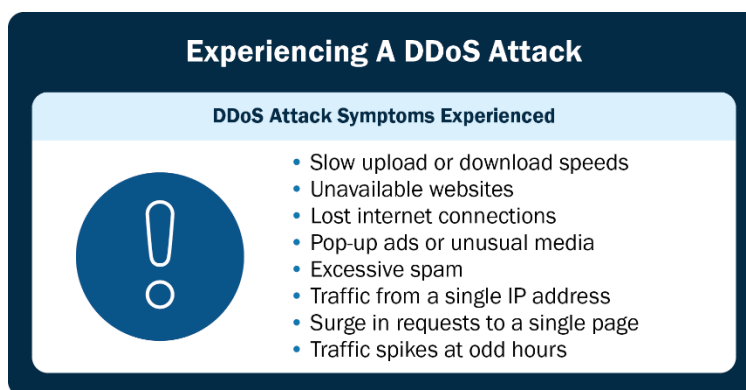 Experiencing A DDoS Attack
DDoS Attack Symptoms Experienced
• Slow upload or download speeds
• Unavailable websites
• Lost internet connections
• Pop-up ads or unusual media
• Excessive spam
• Traffic from a single IP address
• Surge in requests to a single page
• Traffic spikes at odd hours